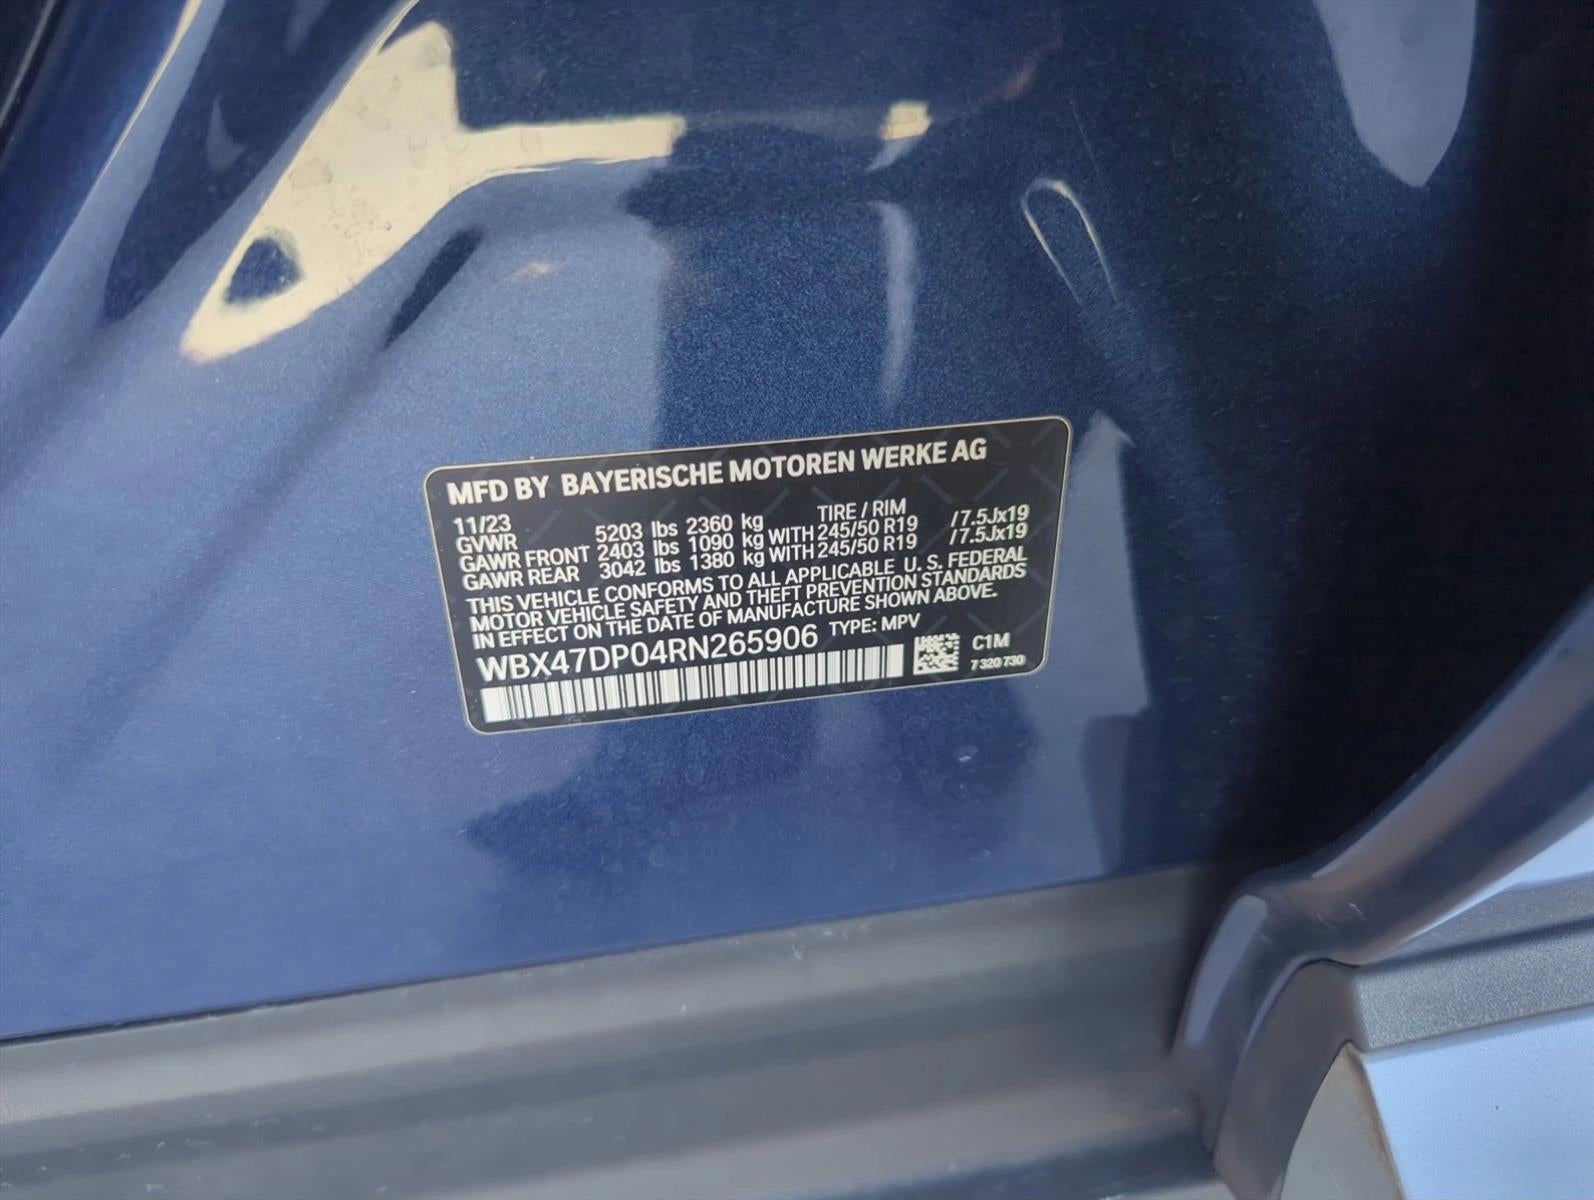 MFD BY BAYERISCHE MOTOREN WERKE AG
11/23 TIRE / RIM
GVWR 5203 lbs 2360 kg
GAWR FRONT 2403 lbs 1090 kg WITH 245/50 R19 /7.5Jx19
GAWR REAR 3042 lbs 1380 kg WITH 245/50 R19 /7.5Jx19
THIS VEHICLE CONFORMS TO ALL APPLICABLE U. S. FEDERAL
MOTOR VEHICLE SAFETY AND THEFT PREVENTION STANDARDS
IN EFFECT ON THE DATE OF MANUFACTURE SHOWN ABOVE.
WBX47DP04RN265906 TYPE: MPV
C1M
7 320 730